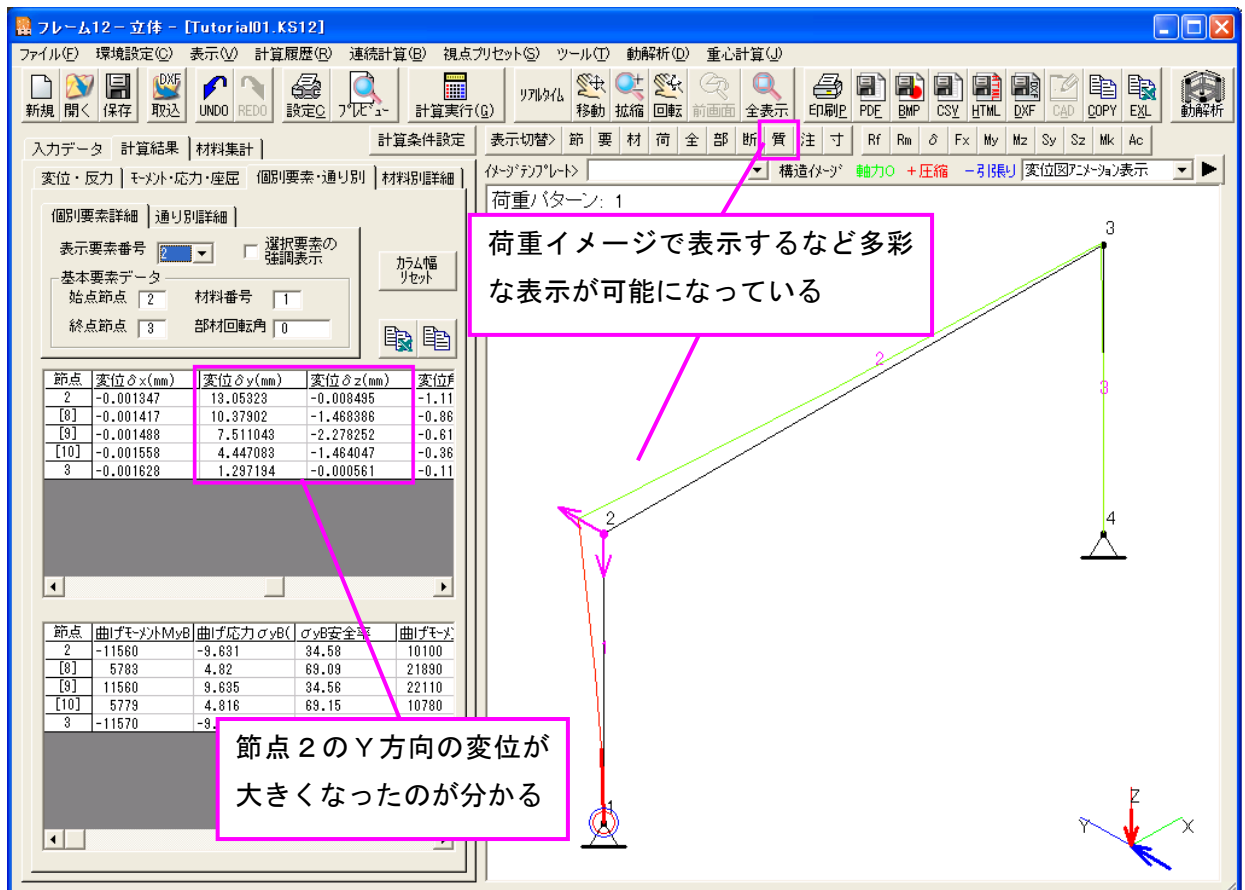 フレーム12－立体 - [Tutorial01.KS12]
ファイル(F) 環境設定(C) 表示(V) 計算履歴(R) 連続計算(B) 視点プリセット(S) ツール(T) 動解析(D) 重心計算(J)
新規 開く 保存 DXF 取込 UNDO REDO 設定C プレビュー 計算実行(G) リアルタイム 移動 拡縮 回転 前画面 全表示 印刷P PDF BMP CSV HTML DXF CAD COPY EXL 動解析
入力データ 計算結果 材料集計 計算条件設定 表示切替> 節 要 材 荷 全 部 断 質 注 寸 Rf Rm δ Fx My Mz Sy Sz Mk Ac
変位・反力 モーメント・応力・座屈 個別要素・通り別 材料別詳細 イメージテンプレート> 構造イメージ 軸力0 +圧縮 -引張り 変位図アニメーション表示
個別要素詳細 通り別詳細
荷重パターン: 1
表示要素番号 2 選択要素の
強調表示
カラム幅
リセット
基本要素データ
始点節点 2 材料番号 1
終点節点 3 部材回転角 0
荷重イメージで表示するなど多彩
な表示が可能になっている
節点 変位δx(mm) 変位δy(mm) 変位δz(mm)
2 -0.001347 13.05323 -0.008495 -1.11
[8] -0.001417 10.37902 -1.468386 -0.86
[9] -0.001488 7.511043 -2.278252 -0.61
[10] -0.001558 4.447083 -1.464047 -0.36
3 -0.001628 1.297194 -0.000561 -0.11
節点 曲げモーメントMyB 曲げ応力σyB( σyB安全率
2 -11560 -9.631 34.58 10100
[8] 5783 4.82 69.09 21890
[9] 11560 9.635 34.56 22110
[10] 5779 4.816 69.15 10780
3 -11570
節点２のＹ方向の変位が
大きくなったのが分かる
3
2
3
2
4
1
1
Z
Y
X